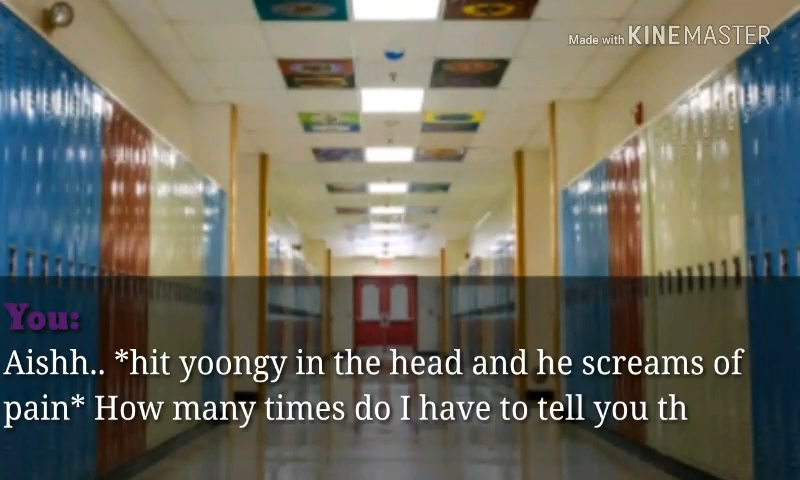 Made with KINEMASTER
You:
Aishh.. *hit yoongy in the head and he screams of
pain* How many times do I have to tell you th